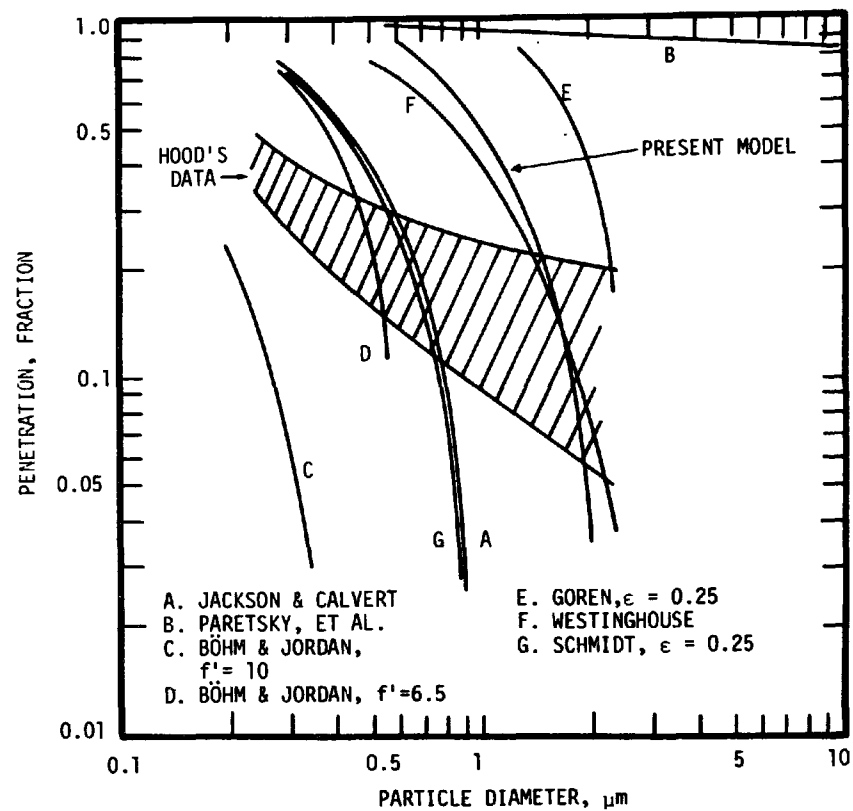 1.0
0.5
0.1
0.05
0.01
PENETRATION, FRACTION
HOOD'S
DATA
B
E
F
PRESENT MODEL
D
C
G
A
A. JACKSON & CALVERT
B. PARETSKY, ET AL.
C. BÖHM & JORDAN,
f'= 10
D. BÖHM & JORDAN, f'=6.5
E. GOREN, ε = 0.25
F. WESTINGHOUSE
G. SCHMIDT, ε = 0.25
0.1
0.5
1
5
10
PARTICLE DIAMETER, μm